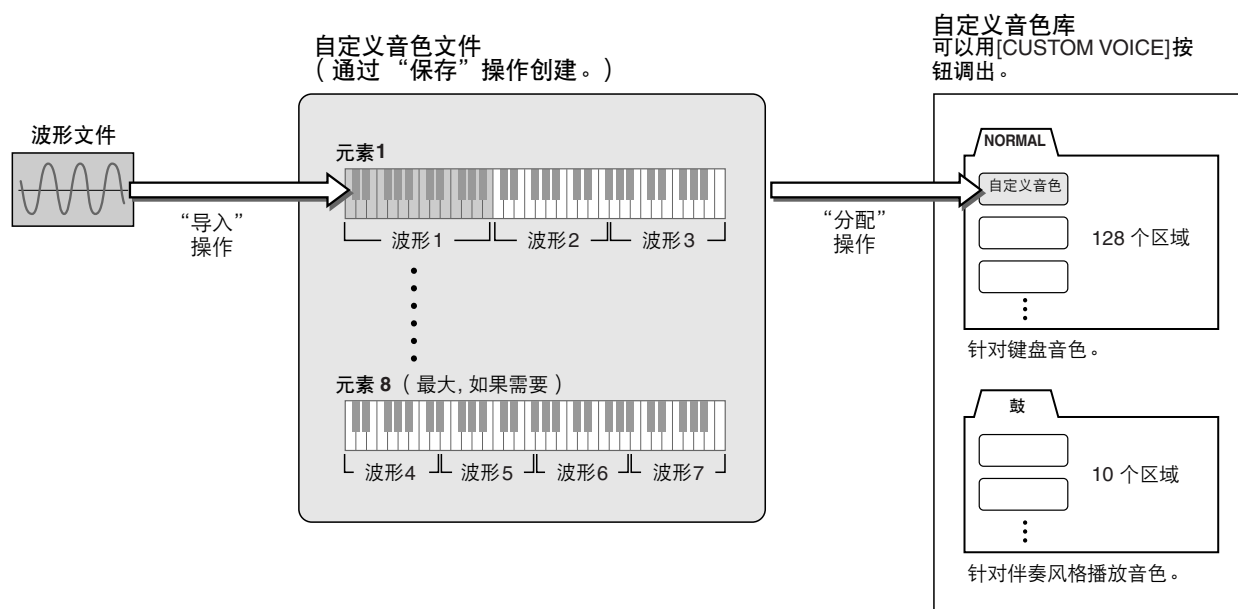 波形文件
“导入”
操作
自定义音色文件
（通过 “保存”操作创建。）
元素1
波形1
波形2
波形3
元素 8（最大, 如果需要）
波形4
波形5
波形6
波形7
“分配”
操作
自定义音色库
可以用[CUSTOM VOICE]按
钮调出。
NORMAL
自定义音色
128 个区域
针对键盘音色。
鼓
10 个区域
针对伴奏风格播放音色。